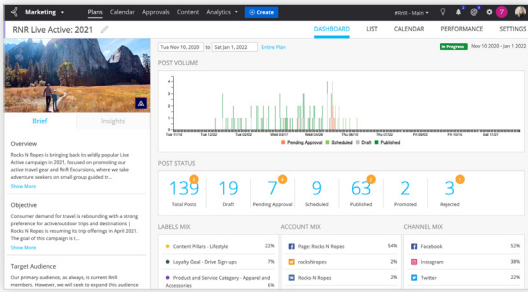 Marketing Plans Calendar Approvals Content Analytics Create #RnR - Main 7
RNR Live Active: 2021 DASHBOARD LIST CALENDAR PERFORMANCE SETTINGS
Tue Nov 10, 2020 to Sat Jan 1, 2022 Entire Plan In Progress Nov 10 2020 - Jan 1 2022
POST VOLUME
Pending Approval Scheduled Draft Published
Brief Insights
Overview
Rocks N Ropes is bringing back its wildly popular Live
Active campaign in 2021, focused on promoting our
active travel gear and RnR Excursions, where we take
adventure seekers on small group guided tr...
Show More
Objective
Consumer demand for travel is rebounding with a strong
preference for active/outdoor trips and destinations |
Rocks N Ropes is resuming its trip offerings in April 2021.
The goal of this campaign is t...
Show More
Target Audience
Our primary audience, as always, is current RnR
members. However, we will seek to expand this audience
POST STATUS
139 19 7 9 63 2 3
Total Posts Draft Pending Approval Scheduled Published Promoted Rejected
LABELS MIX ACCOUNT MIX CHANNEL MIX
Content Pillars - Lifestyle 22% Page: Rocks N Ropes 54% Facebook 52%
Loyalty Goal - Drive Sign-ups 7% rocknropes 2% Instagram 38%
Product and Service Category - Apparel and Accessories 6% Rocks N Ropes 2% Twitter 22%